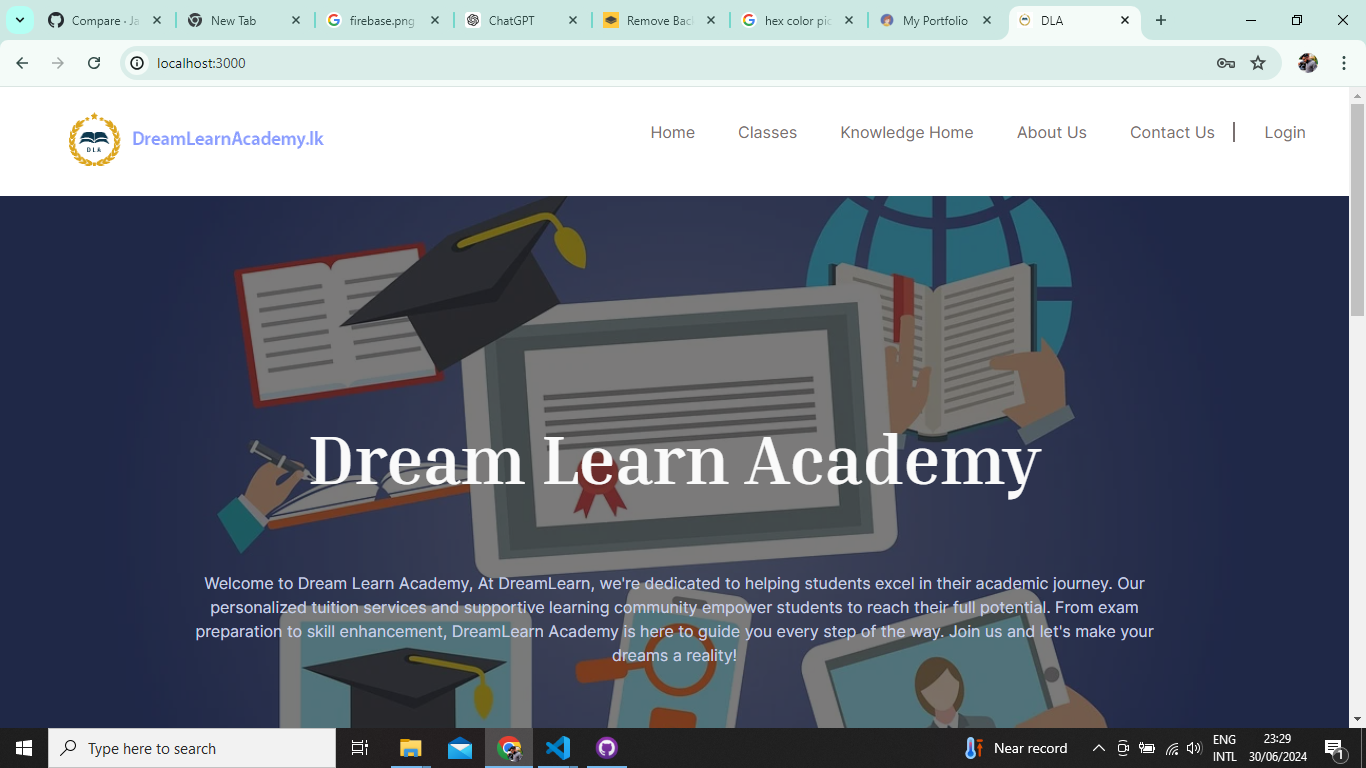 Compare · Ja
New Tab
firebase.png
ChatGPT
Remove Bac
hex color pic
My Portfolio
DLA
localhost:3000
DLA
DreamLearnAcademy.lk
Home
Classes
Knowledge Home
About Us
Contact Us
Login
Dream Learn Academy
Welcome to Dream Learn Academy, At DreamLearn, we're dedicated to helping students excel in their academic journey. Our
personalized tuition services and supportive learning community empower students to reach their full potential. From exam
preparation to skill enhancement, DreamLearn Academy is here to guide you every step of the way. Join us and let's make your
dreams a reality!
Type here to search
Near record
ENG
INTL
23:29
30/06/2024
1